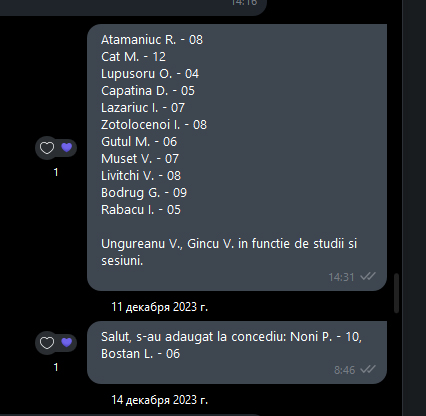 14:16
Atamaniuc R. - 08
Cat M. - 12
Lupusoru O. - 04
Capatina D. - 05
Lazariuc I. - 07
Zotolocenoi I. - 08
Gutul M. - 06
Muset V. - 07
Livitchi V. - 08
Bodrug G. - 09
Rabacu I. - 05
Ungureanu V., Gincu V. in functie de studii si
sesiuni.
1
14:31
11 декабря 2023 г.
Salut, s-au adaugat la concediu: Noni P. - 10,
Bostan L. - 06
1
8:46
14 декабря 2023 г.